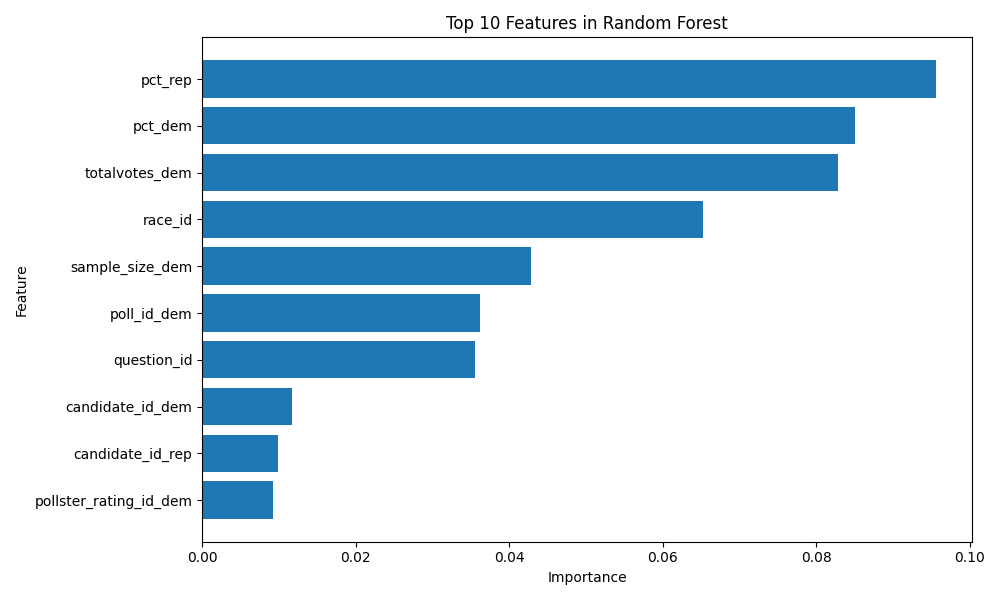 Top 10 Features in Random Forest
Feature
pct_rep
pct_dem
totalvotes_dem
race_id
sample_size_dem
poll_id_dem
question_id
candidate_id_dem
candidate_id_rep
pollster_rating_id_dem
0.00 0.02 0.04 0.06 0.08 0.10
Importance